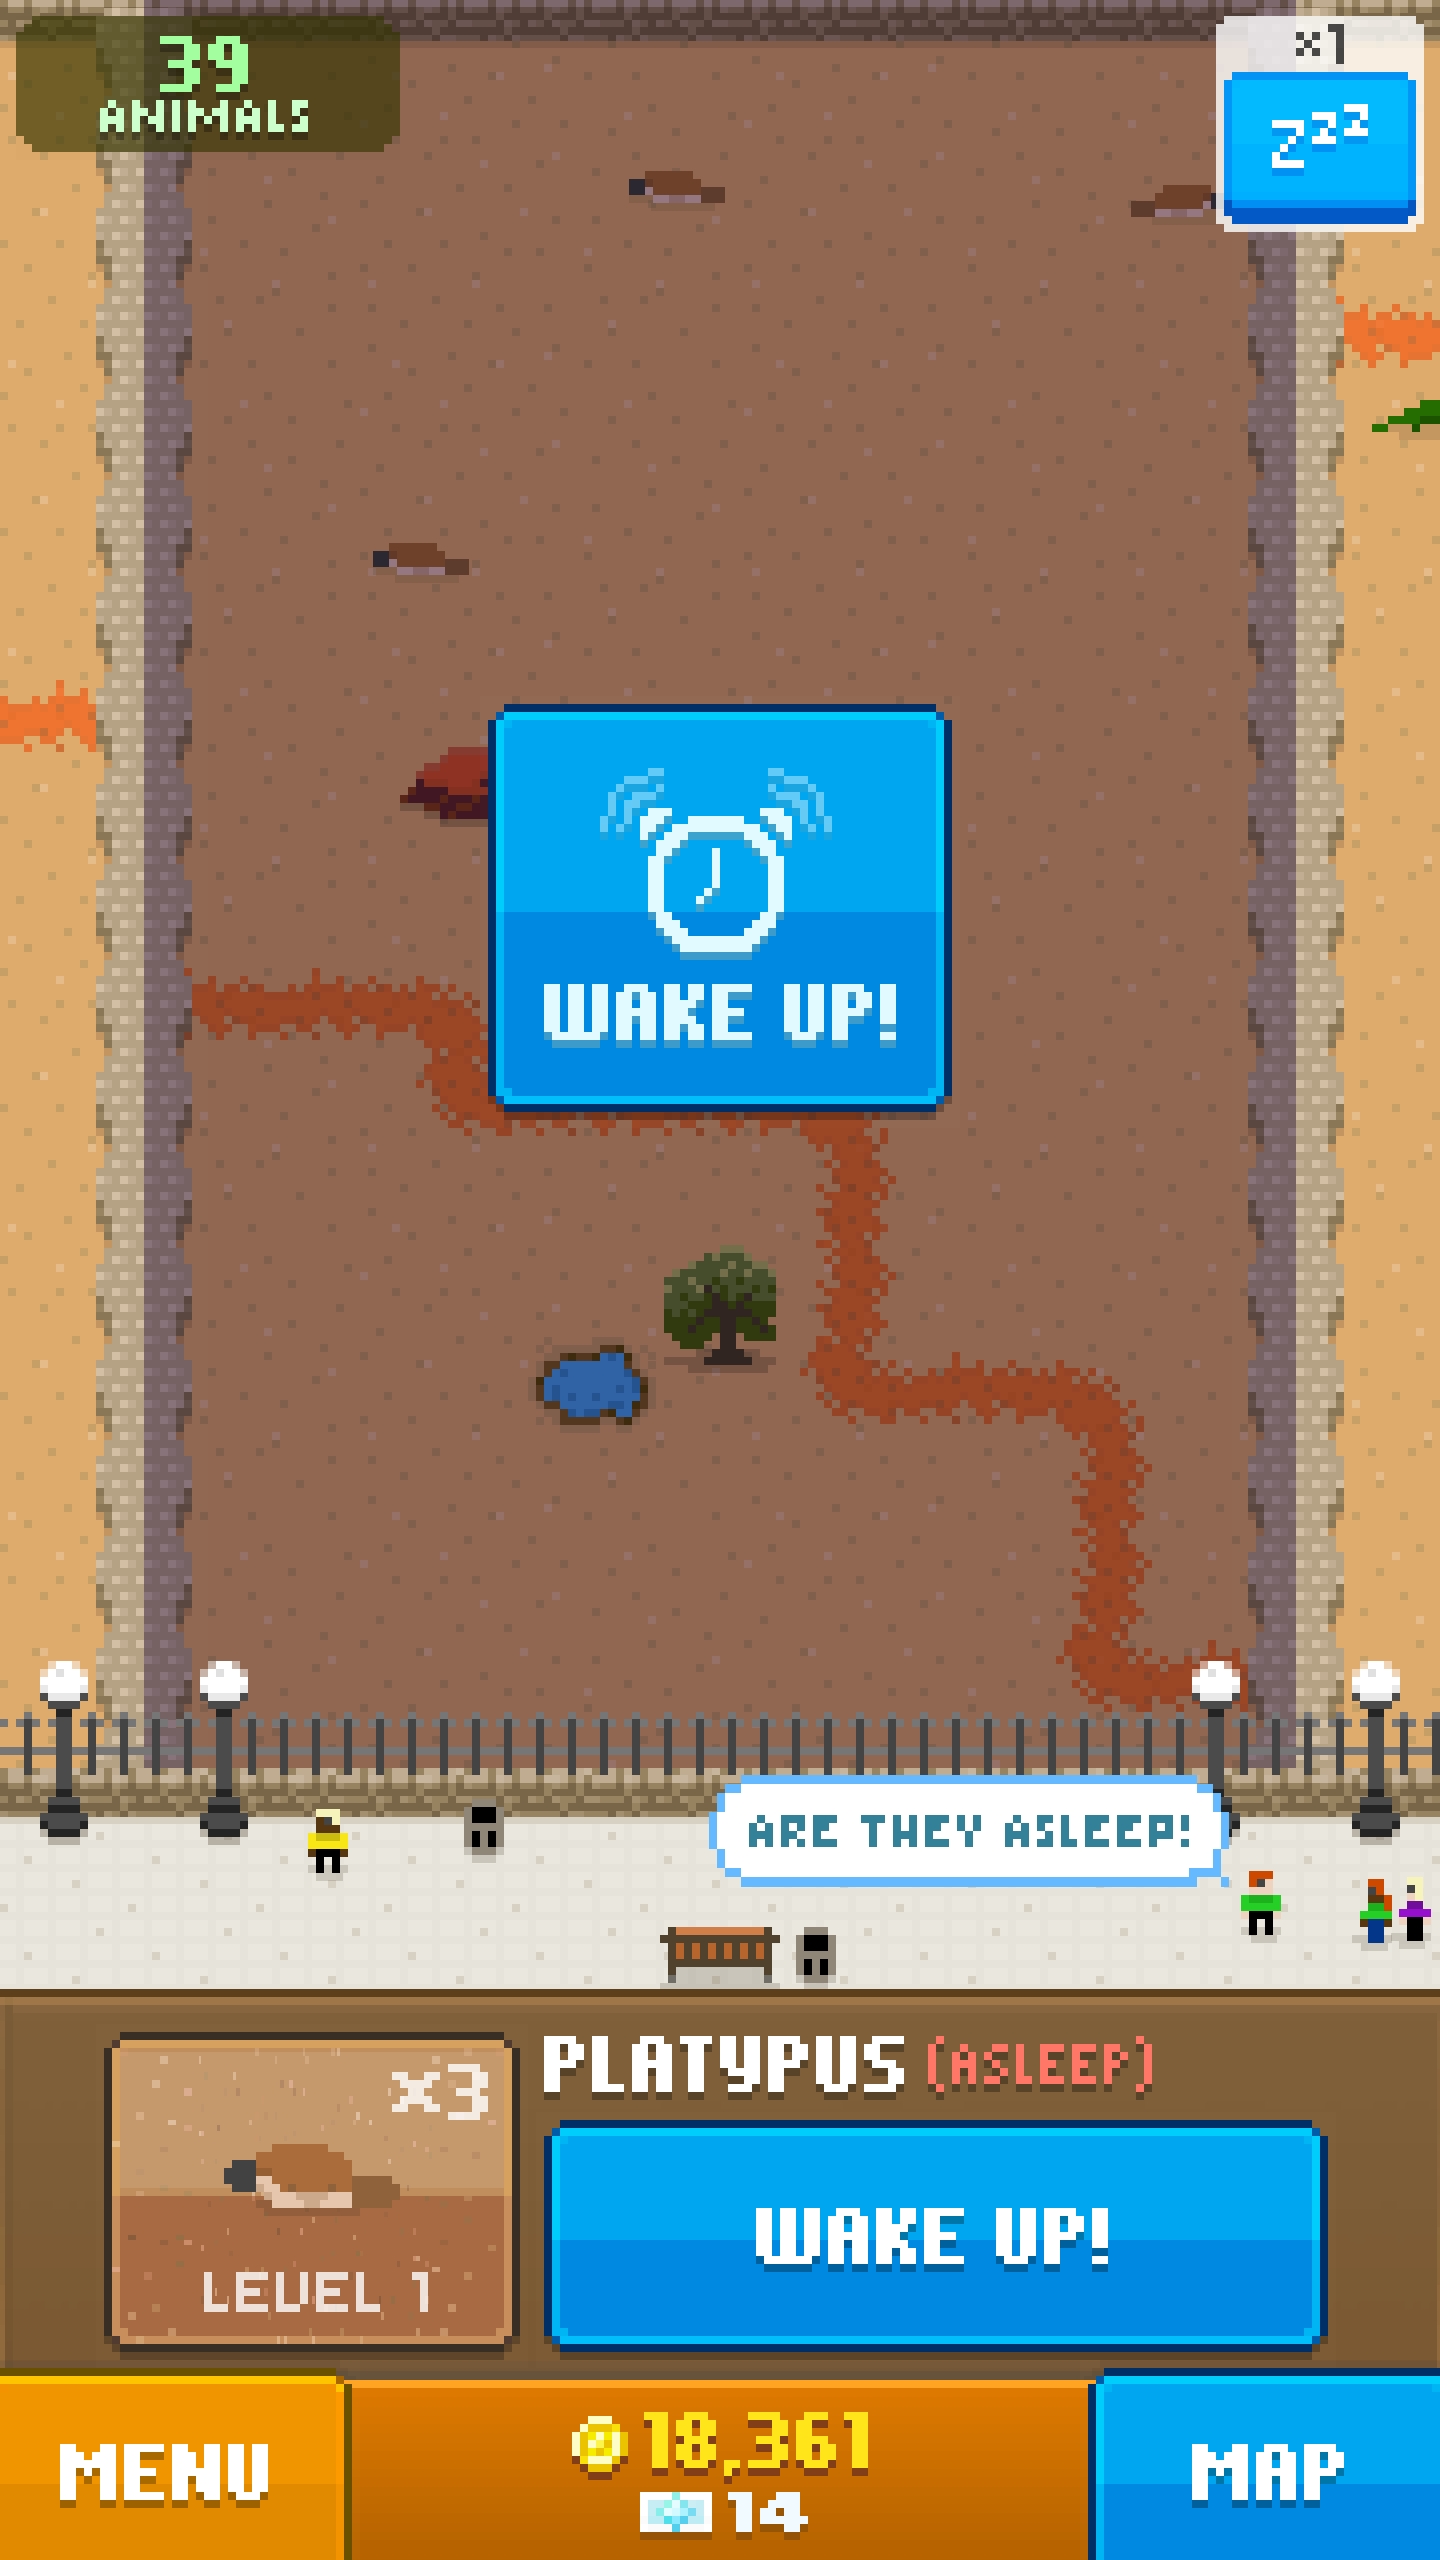 39
ANIMALS
x1
zzz
WAKE UP!
ARE THEY ASLEEP!
x3
PLATYPUS (ASLEEP)
LEVEL 1
WAKE UP!
MENU
18,361
14
MAP